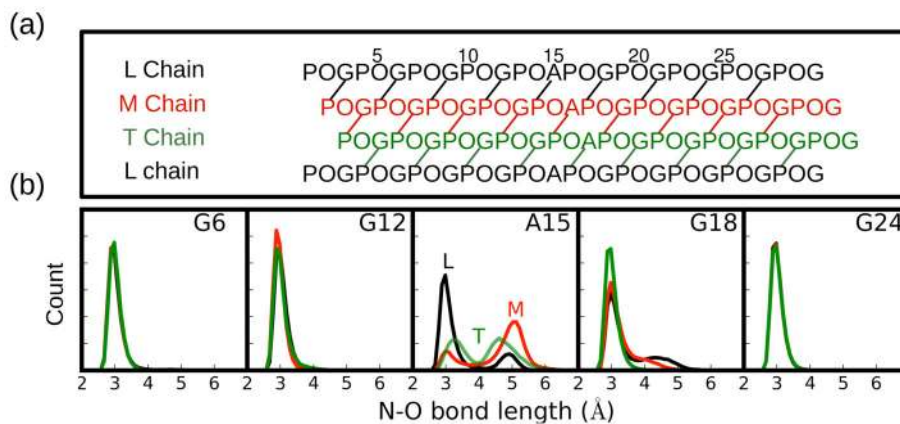 (a)
5 10 15 20 25
L Chain POGPOGPOGPOGPOAPOGPOGPOGPOGPOG
M Chain POGPOGPOGPOGPOAPOGPOGPOGPOGPOG
T Chain POGPOGPOGPOGPOAPOGPOGPOGPOGPOG
L chain POGPOGPOGPOGPOAPOGPOGPOGPOGPOG
(b)
G6 G12 A15 G18 G24
L M T
Count
2 3 4 5 6 2 3 4 5 6 2 3 4 5 6 2 3 4 5 6 2 3 4 5 6
N-O bond length (Å)